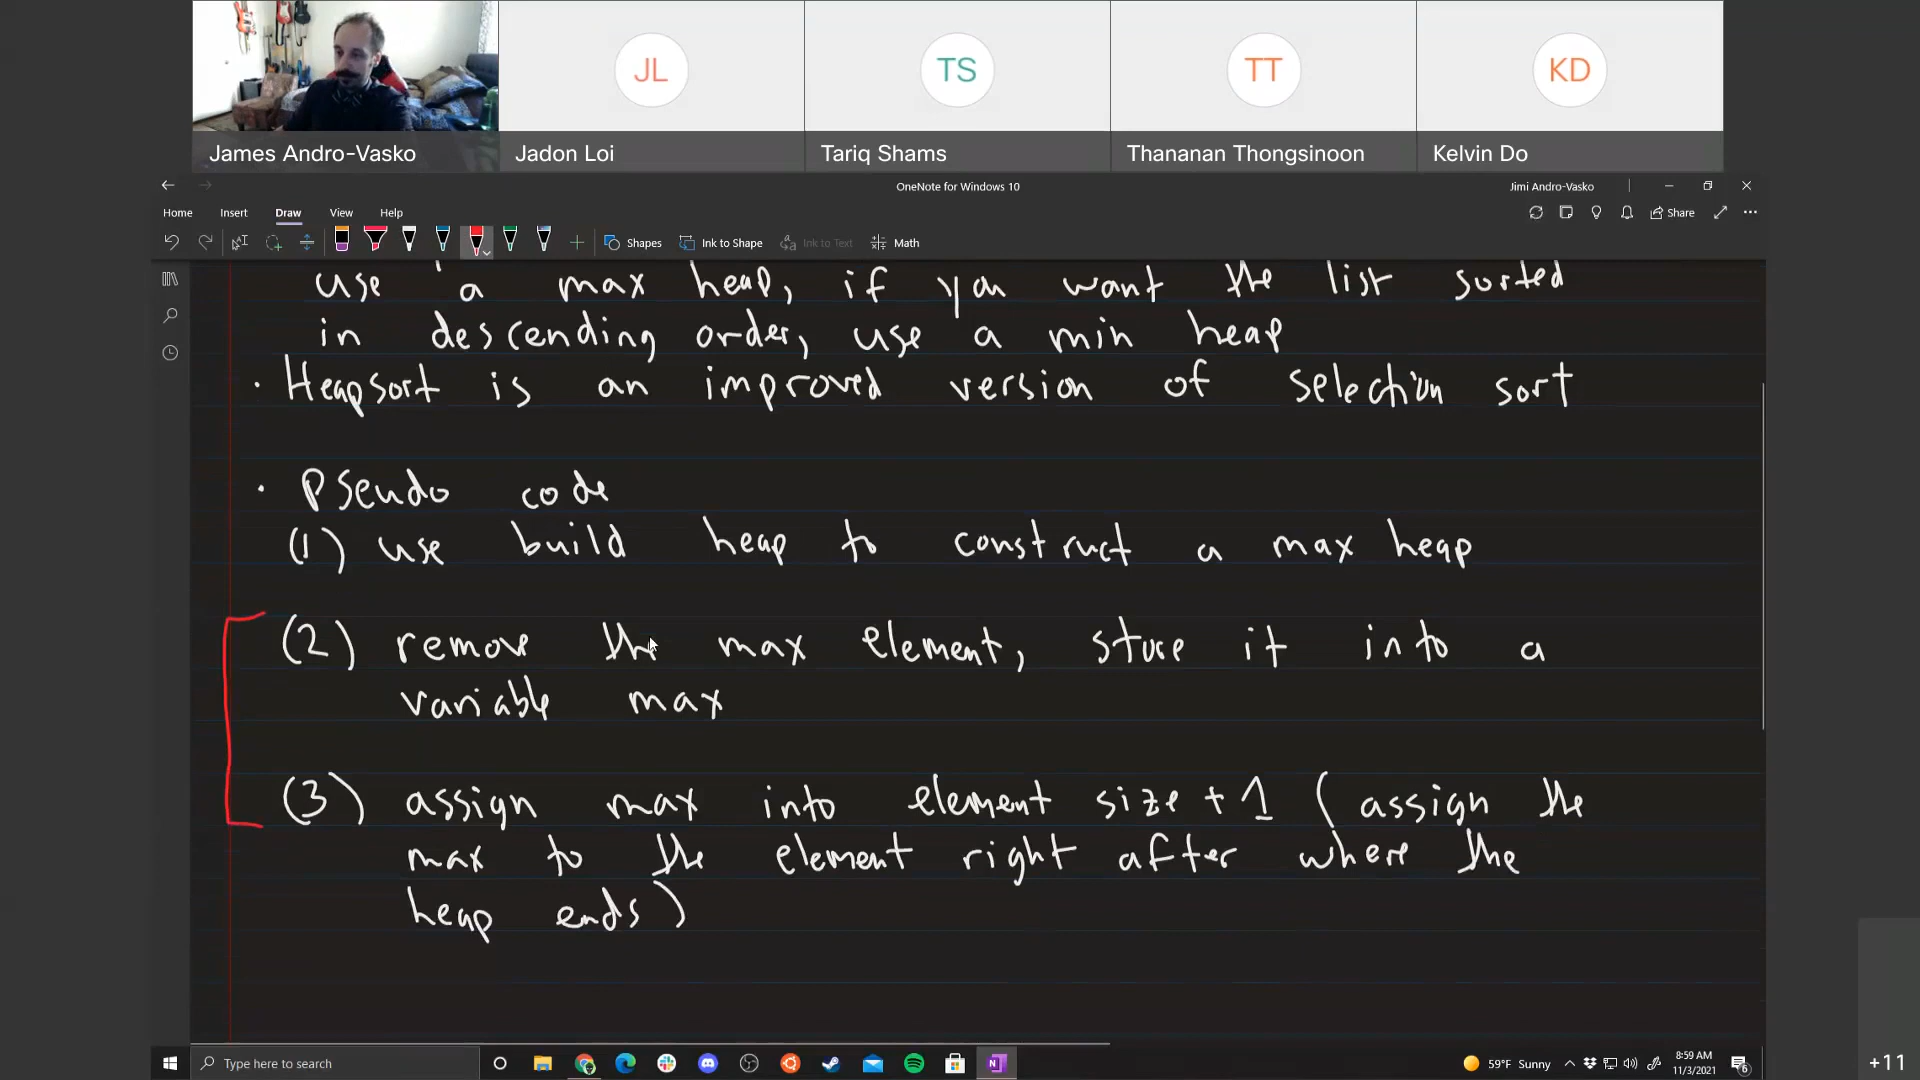 JL
TS
TT
KD
James Andro-Vasko
Jadon Loi
Tariq Shams
Thananan Thongsinoon
Kelvin Do
OneNote for Windows 10
Jimi Andro-Vasko
Home Insert Draw View Help
Share
Shapes Ink to Shape Ink to Text Math
use a max heap, if you want the list sorted
in descending order, use a min heap
· Heapsort is an improved version of selection sort
· Pseudo code
(1) use build heap to construct a max heap
(2) remove the max element, store it into a
variable max
(3) assign max into element size + 1 (assign the
max to the element right after where the
heap ends)
Type here to search
59°F Sunny
8:59 AM
11/3/2021
6
+11